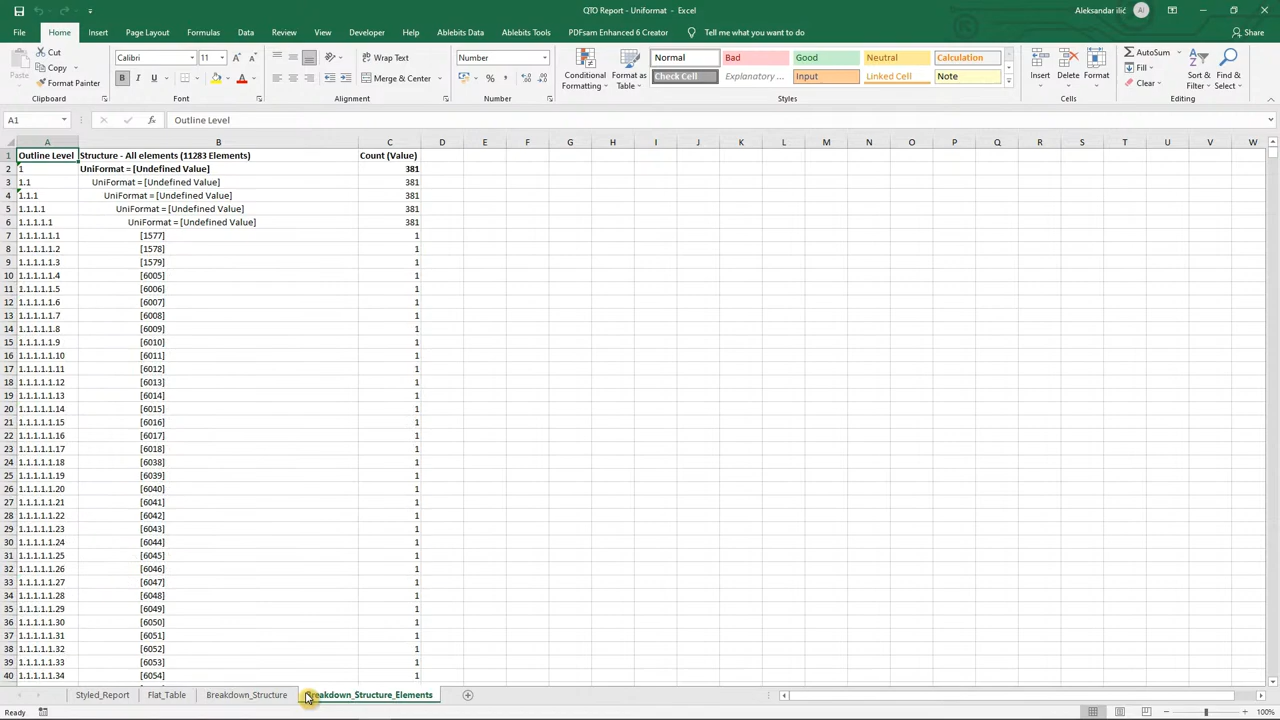 QTO Report - Uniformat - Excel
Aleksandar ilić
AI
File Home Insert Page Layout Formulas Data Review View Developer Help Ablebits Data Ablebits Tools PDFsam Enhanced 6 Creator Tell me what you want to do Share
Paste Cut Copy Format Painter Clipboard
Calibri 11 B I U Font
Wrap Text Merge & Center Alignment
Number % Number
Conditional Formatting Format as Table Normal Bad Good Neutral Calculation
Check Cell Explanatory ... Input Linked Cell Note Styles
Insert Delete Format Cells
AutoSum Fill Clear Sort & Filter Find & Select Editing
A1 fx Outline Level
A B C D E F G H I J K L M N O P Q R S T U V W
1 Outline Level Structure - All elements (11283 Elements) Count (Value)
2 1 UniFormat = [Undefined Value] 381
3 1.1 UniFormat = [Undefined Value] 381
4 1.1.1 UniFormat = [Undefined Value] 381
5 1.1.1.1 UniFormat = [Undefined Value] 381
6 1.1.1.1.1 UniFormat = [Undefined Value] 381
7 1.1.1.1.1.1 [1577] 1
8 1.1.1.1.1.2 [1578] 1
9 1.1.1.1.1.3 [1579] 1
10 1.1.1.1.1.4 [6005] 1
11 1.1.1.1.1.5 [6006] 1
12 1.1.1.1.1.6 [6007] 1
13 1.1.1.1.1.7 [6008] 1
14 1.1.1.1.1.8 [6009] 1
15 1.1.1.1.1.9 [6010] 1
16 1.1.1.1.1.10 [6011] 1
17 1.1.1.1.1.11 [6012] 1
18 1.1.1.1.1.12 [6013] 1
19 1.1.1.1.1.13 [6014] 1
20 1.1.1.1.1.14 [6015] 1
21 1.1.1.1.1.15 [6016] 1
22 1.1.1.1.1.16 [6017] 1
23 1.1.1.1.1.17 [6018] 1
24 1.1.1.1.1.18 [6038] 1
25 1.1.1.1.1.19 [6039] 1
26 1.1.1.1.1.20 [6040] 1
27 1.1.1.1.1.21 [6041] 1
28 1.1.1.1.1.22 [6042] 1
29 1.1.1.1.1.23 [6043] 1
30 1.1.1.1.1.24 [6044] 1
31 1.1.1.1.1.25 [6045] 1
32 1.1.1.1.1.26 [6046] 1
33 1.1.1.1.1.27 [6047] 1
34 1.1.1.1.1.28 [6048] 1
35 1.1.1.1.1.29 [6049] 1
36 1.1.1.1.1.30 [6050] 1
37 1.1.1.1.1.31 [6051] 1
38 1.1.1.1.1.32 [6052] 1
39 1.1.1.1.1.33 [6053] 1
40 1.1.1.1.1.34 [6054] 1
Styled_Report Flat_Table Breakdown_Structure Breakdown_Structure_Elements
Ready 100%